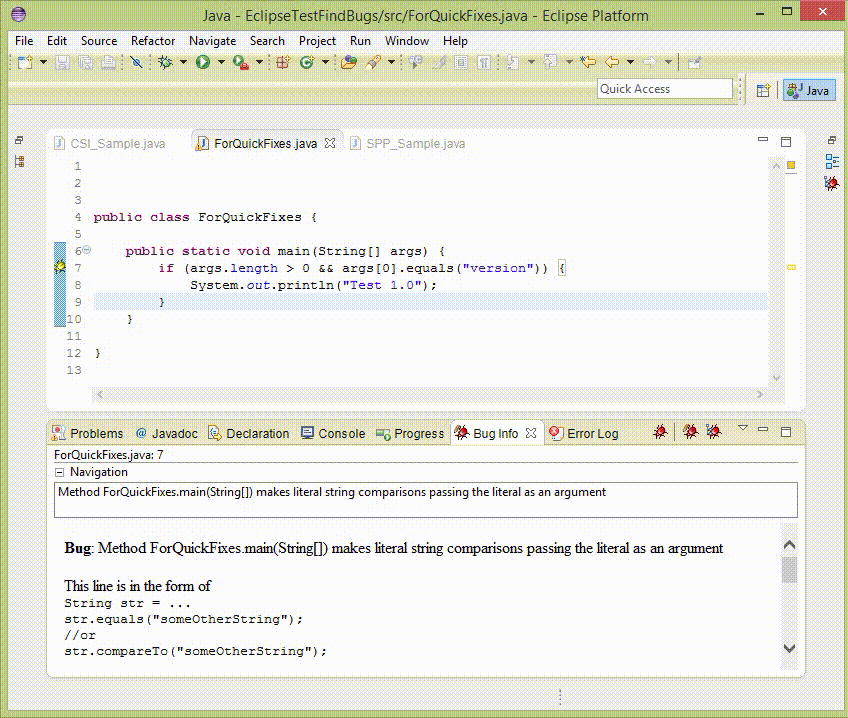 Java - EclipseTestFindBugs/src/ForQuickFixes.java - Eclipse Platform
File Edit Source Refactor Navigate Search Project Run Window Help
Quick Access
Java
CSI_Sample.java ForQuickFixes.java SPP_Sample.java
1
2
3
4 public class ForQuickFixes {
5
6 public static void main(String[] args) {
7 if (args.length > 0 && args[0].equals("version")) {
8 System.out.println("Test 1.0");
9 }
10 }
11
12 }
13
Problems @ Javadoc Declaration Console Progress Bug Info Error Log
ForQuickFixes.java: 7
Navigation
Method ForQuickFixes.main(String[]) makes literal string comparisons passing the literal as an argument
Bug: Method ForQuickFixes.main(String[]) makes literal string comparisons passing the literal as an argument
This line is in the form of
String str = ...
str.equals("someOtherString");
//or
str.compareTo("someOtherString");